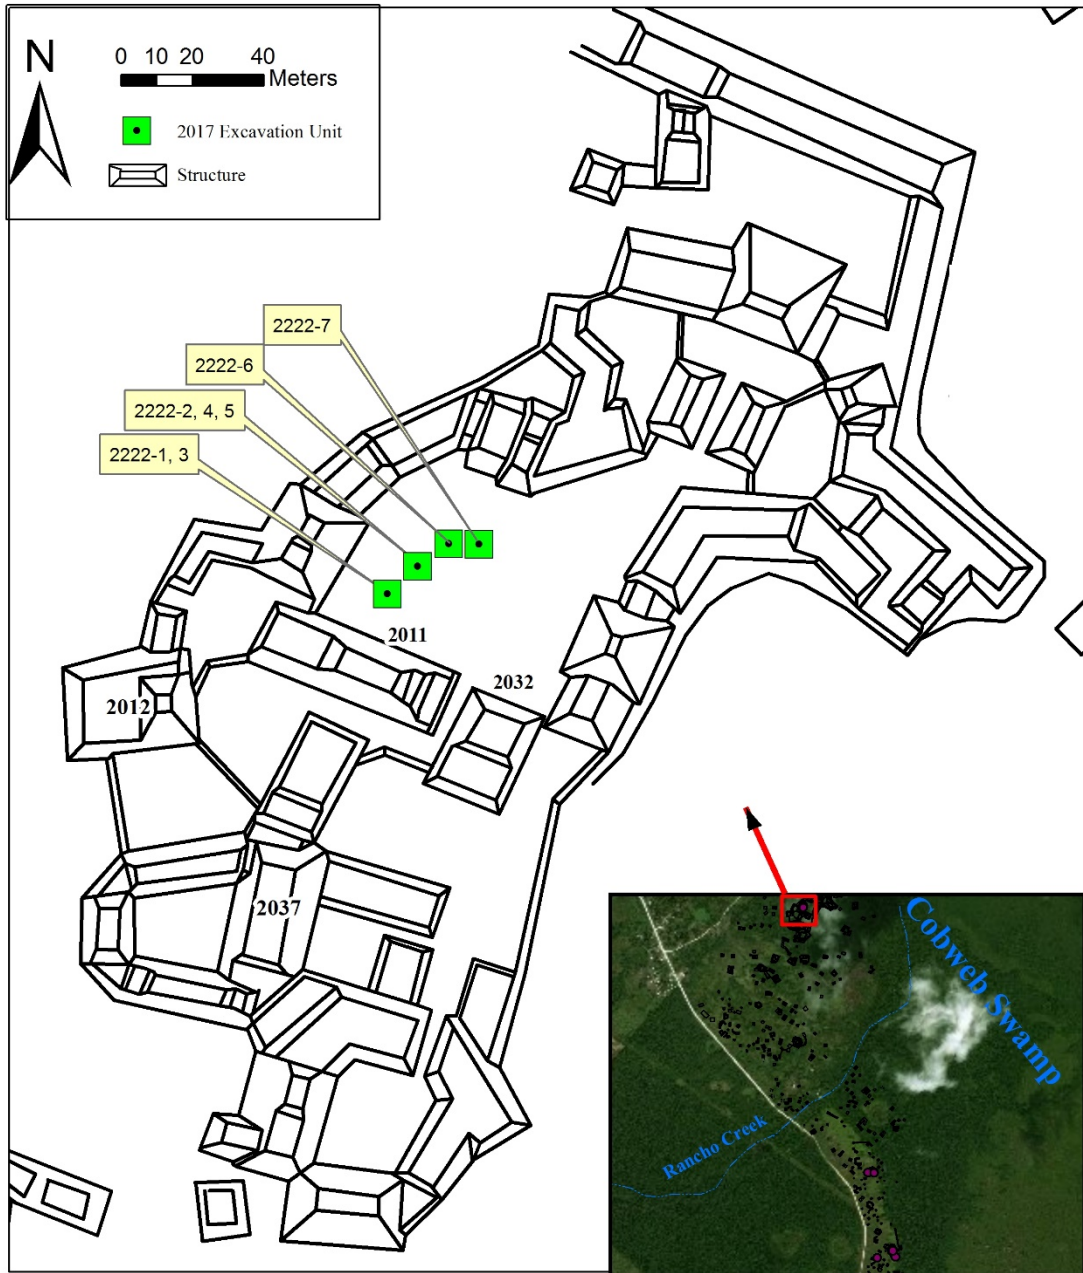 N
0 10 20 40
Meters
2017 Excavation Unit
Structure
2222-7
2222-6
2222-2, 4, 5
2222-1, 3
2011
2032
2012
2037
Cobweb Swamp
Rancho Creek